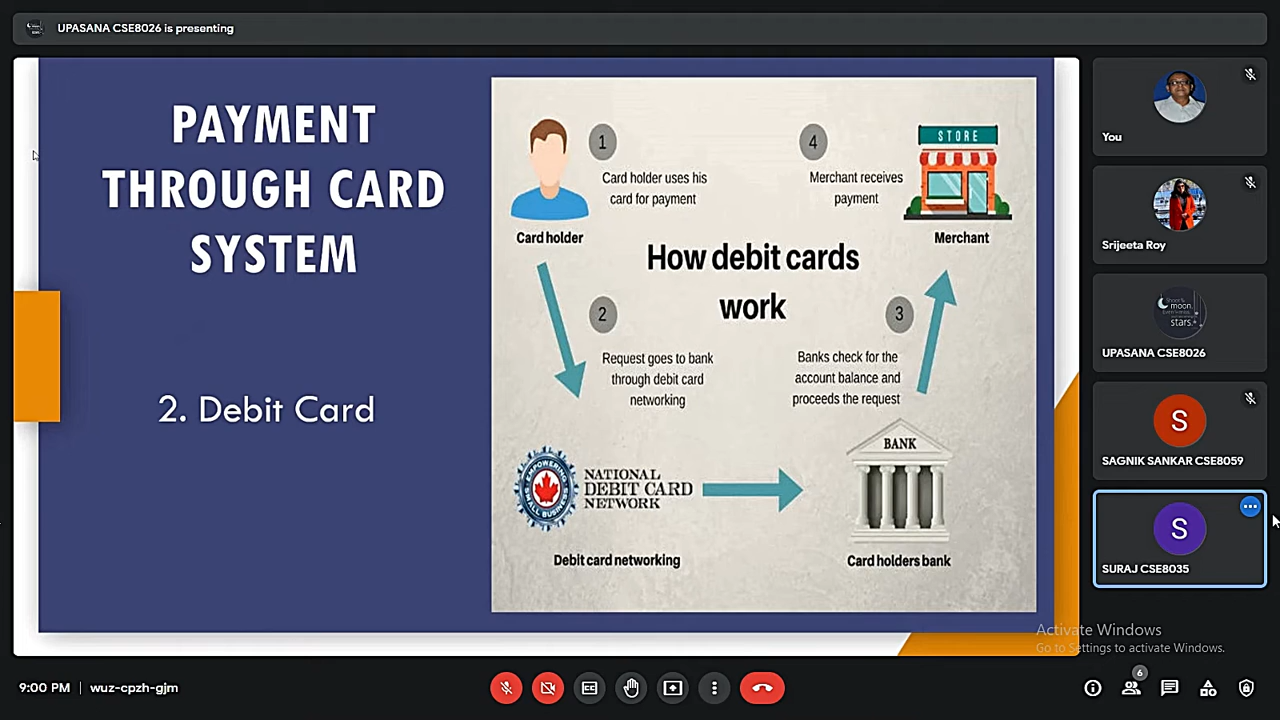 UPASANA CSE8026 is presenting
PAYMENT
THROUGH CARD
SYSTEM
2. Debit Card
1
Card holder uses his
card for payment
Card holder
4
Merchant receives
payment
STORE
Merchant
How debit cards
work
2
Request goes to bank
through debit card
networking
3
Banks check for the
account balance and
proceeds the request
NATIONAL
DEBIT CARD
NETWORK
Debit card networking
BANK
Card holders bank
You
Srijeeta Roy
moon.
stars.
UPASANA CSE8026
S
SAGNIK SANKAR CSE8059
S
SURAJ CSE8035
Activate Windows
Go to Settings to activate Windows.
9:00 PM | wuz-cpzh-gjm
CC
6